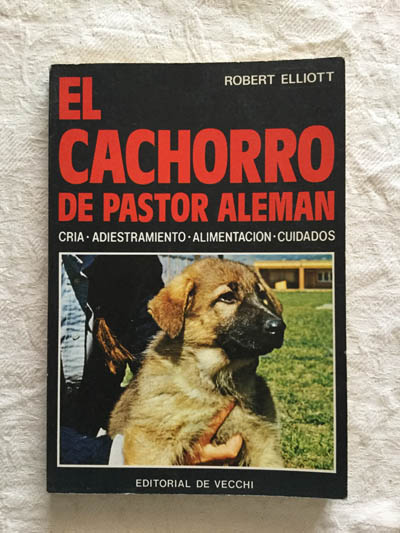 ROBERT ELLIOTT
EL
CACHORRO
DE PASTOR ALEMAN
CRIA · ADIESTRAMIENTO · ALIMENTACION · CUIDADOS
EDITORIAL DE VECCHI